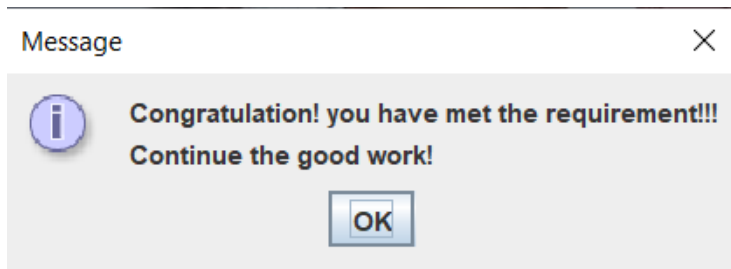 Message
Congratulation! you have met the requirement!!!
Continue the good work!
OK